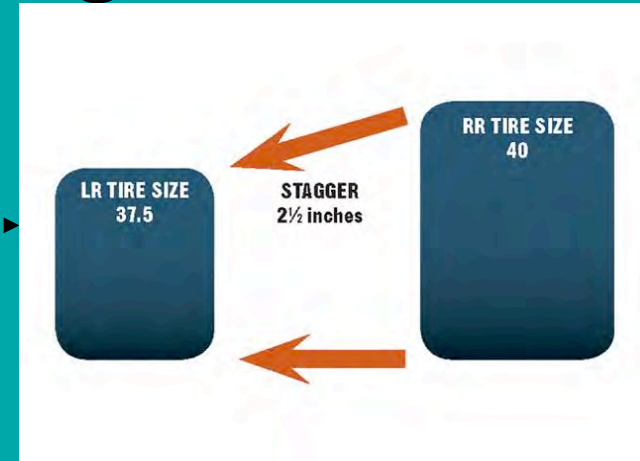 LR TIRE SIZE
37.5
STAGGER
2½ inches
RR TIRE SIZE
40